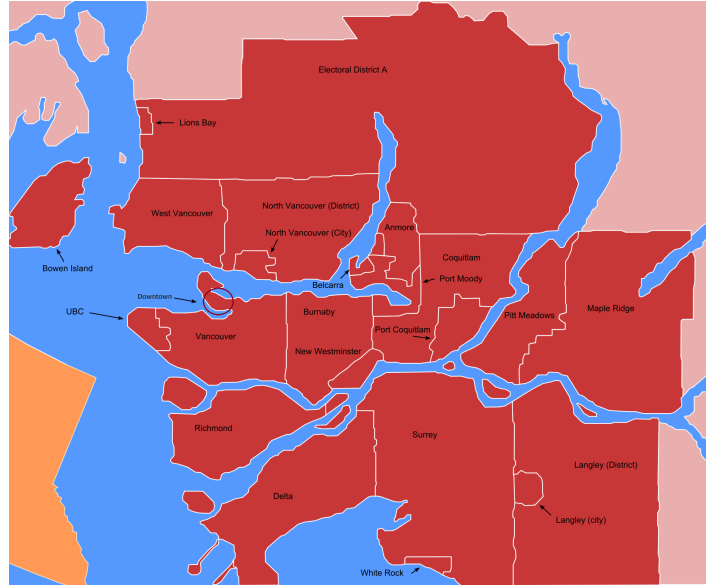 Electoral District A
Lions Bay
West Vancouver
North Vancouver (District)
Anmore
North Vancouver (City)
Bowen Island
Coquitlam
Port Moody
Belcarra
Downtown
UBC
Burnaby
Maple Ridge
Pitt Meadows
Vancouver
Port Coquitlam
New Westminster
Richmond
Surrey
Langley (District)
Delta
Langley (city)
White Rock